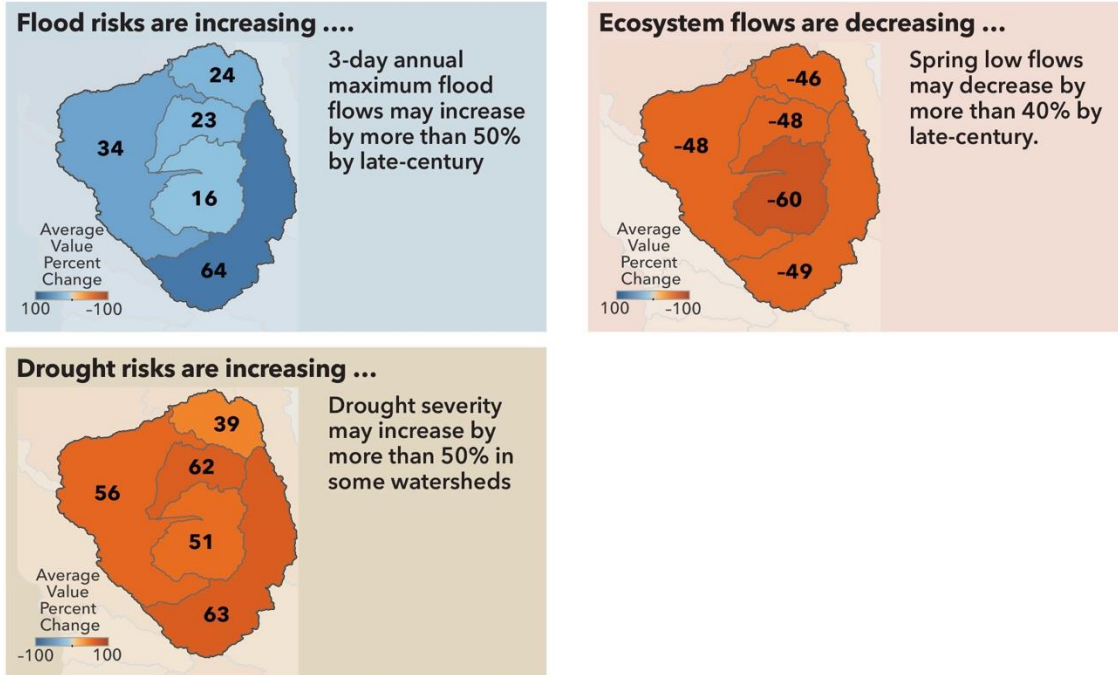 Flood risks are increasing ....
3-day annual
maximum flood
flows may increase
by more than 50%
by late-century
24
23
34
16
64
Average
Value
Percent
Change
100 -100
Ecosystem flows are decreasing ...
Spring low flows
may decrease by
more than 40% by
late-century.
–46
–48
–48
–60
–49
Average
Value
Percent
Change
100 -100
Drought risks are increasing ...
Drought severity
may increase by
more than 50% in
some watersheds
39
62
56
51
63
Average
Value
Percent
Change
-100 100